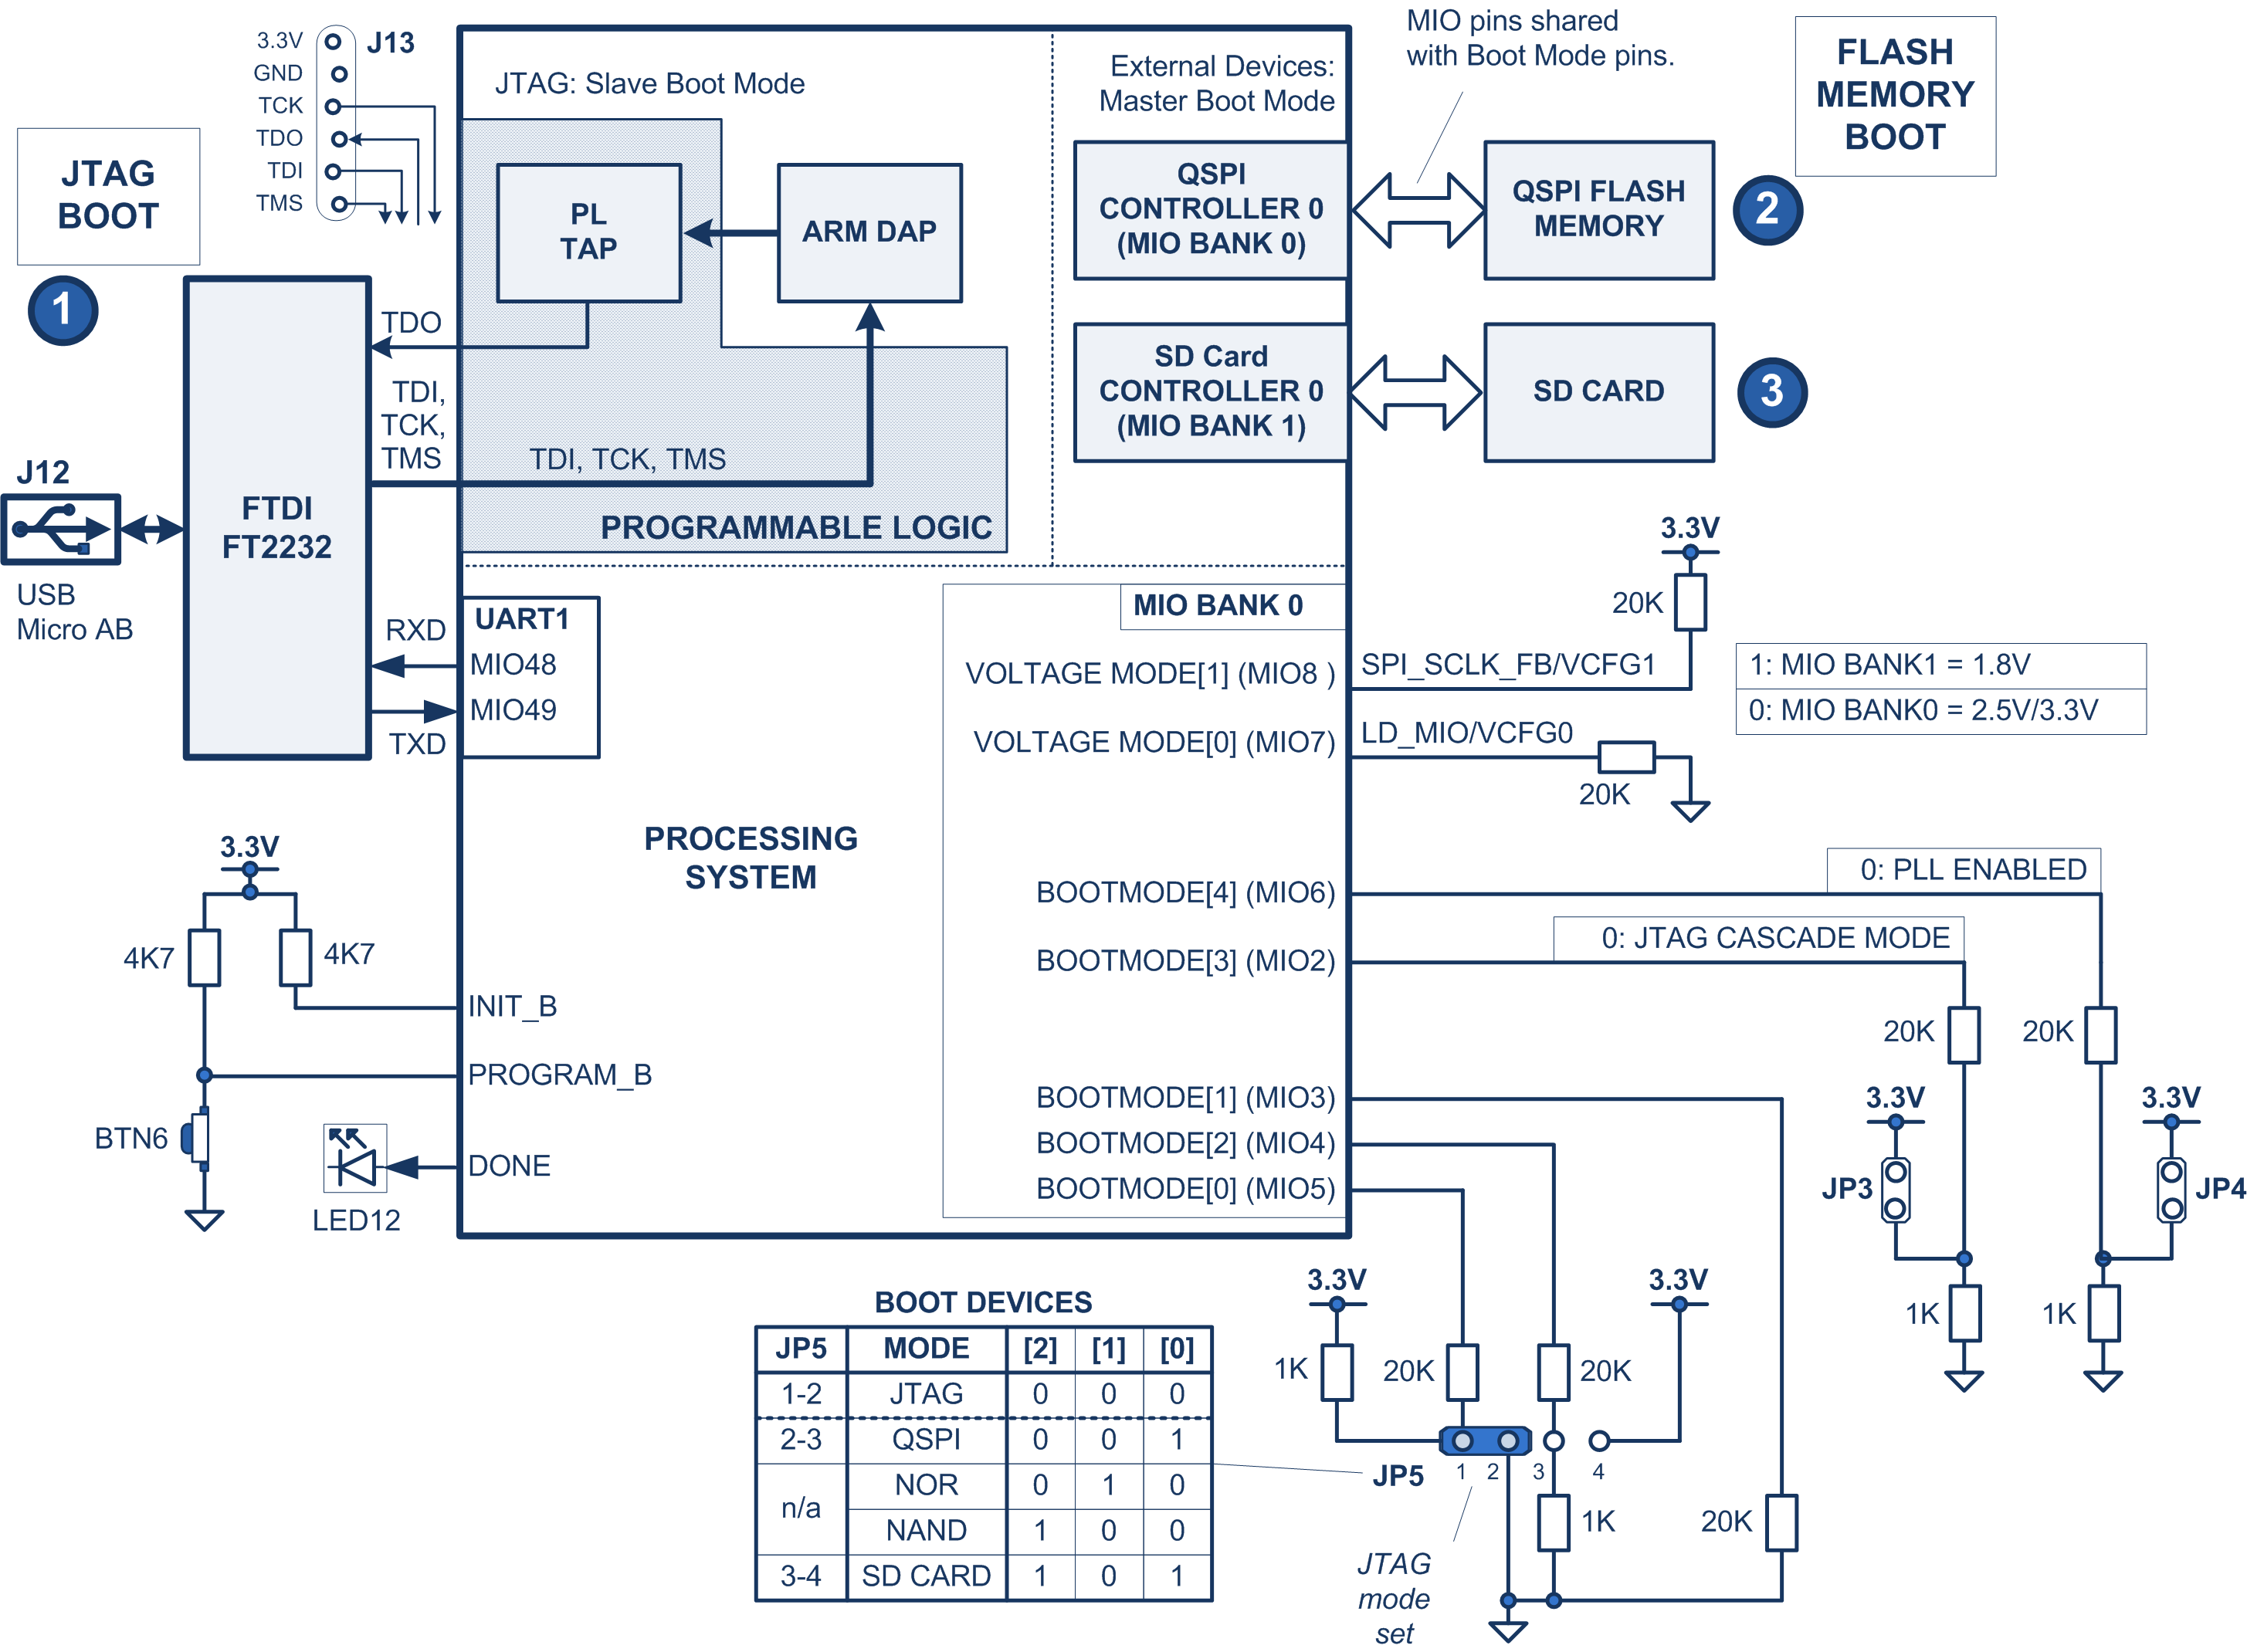 MIO pins shared
with Boot Mode pins.
FLASH
MEMORY
BOOT
3.3V
J13
GND
TCK
TDO
TDI
TMS
JTAG
BOOT
1
JTAG: Slave Boot Mode
External Devices:
Master Boot Mode
PL
TAP
ARM DAP
QSPI
CONTROLLER 0
(MIO BANK 0)
QSPI FLASH
MEMORY
2
SD Card
CONTROLLER 0
(MIO BANK 1)
SD CARD
3
TDO
TDI,
TCK,
TMS
TDI, TCK, TMS
PROGRAMMABLE LOGIC
J12
USB
Micro AB
FTDI
FT2232
RXD
TXD
UART1
MIO48
MIO49
PROCESSING
SYSTEM
MIO BANK 0
VOLTAGE MODE[1] (MIO8 )
VOLTAGE MODE[0] (MIO7)
SPI_SCLK_FB/VCFG1
LD_MIO/VCFG0
3.3V
20K
20K
1: MIO BANK1 = 1.8V
0: MIO BANK0 = 2.5V/3.3V
BOOTMODE[4] (MIO6)
0: PLL ENABLED
BOOTMODE[3] (MIO2)
0: JTAG CASCADE MODE
BOOTMODE[1] (MIO3)
BOOTMODE[2] (MIO4)
BOOTMODE[0] (MIO5)
3.3V
4K7
4K7
INIT_B
PROGRAM_B
BTN6
DONE
LED12
20K
20K
3.3V
3.3V
JP3
JP4
1K
1K
BOOT DEVICES
JP5 MODE [2] [1] [0]
1-2 JTAG 0 0 0
2-3 QSPI 0 0 1
n/a NOR 0 1 0
NAND 1 0 0
3-4 SD CARD 1 0 1
3.3V
3.3V
1K
20K
20K
JP5
1 2 3 4
1K
20K
JTAG
mode
set